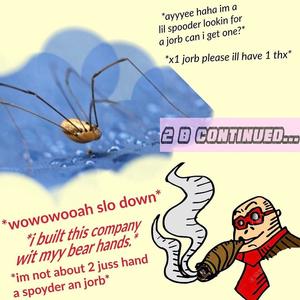 *ayyyee haha im a
lil spooder lookin for
a jorb can i get one?*
*x1 jorb please ill have 1 thx*
2 B CONTINUED...
*wowowooah slo down*
*i built this company
wit myy bear hands.*
*im not about 2 juss hand
a spoyder an jorb*